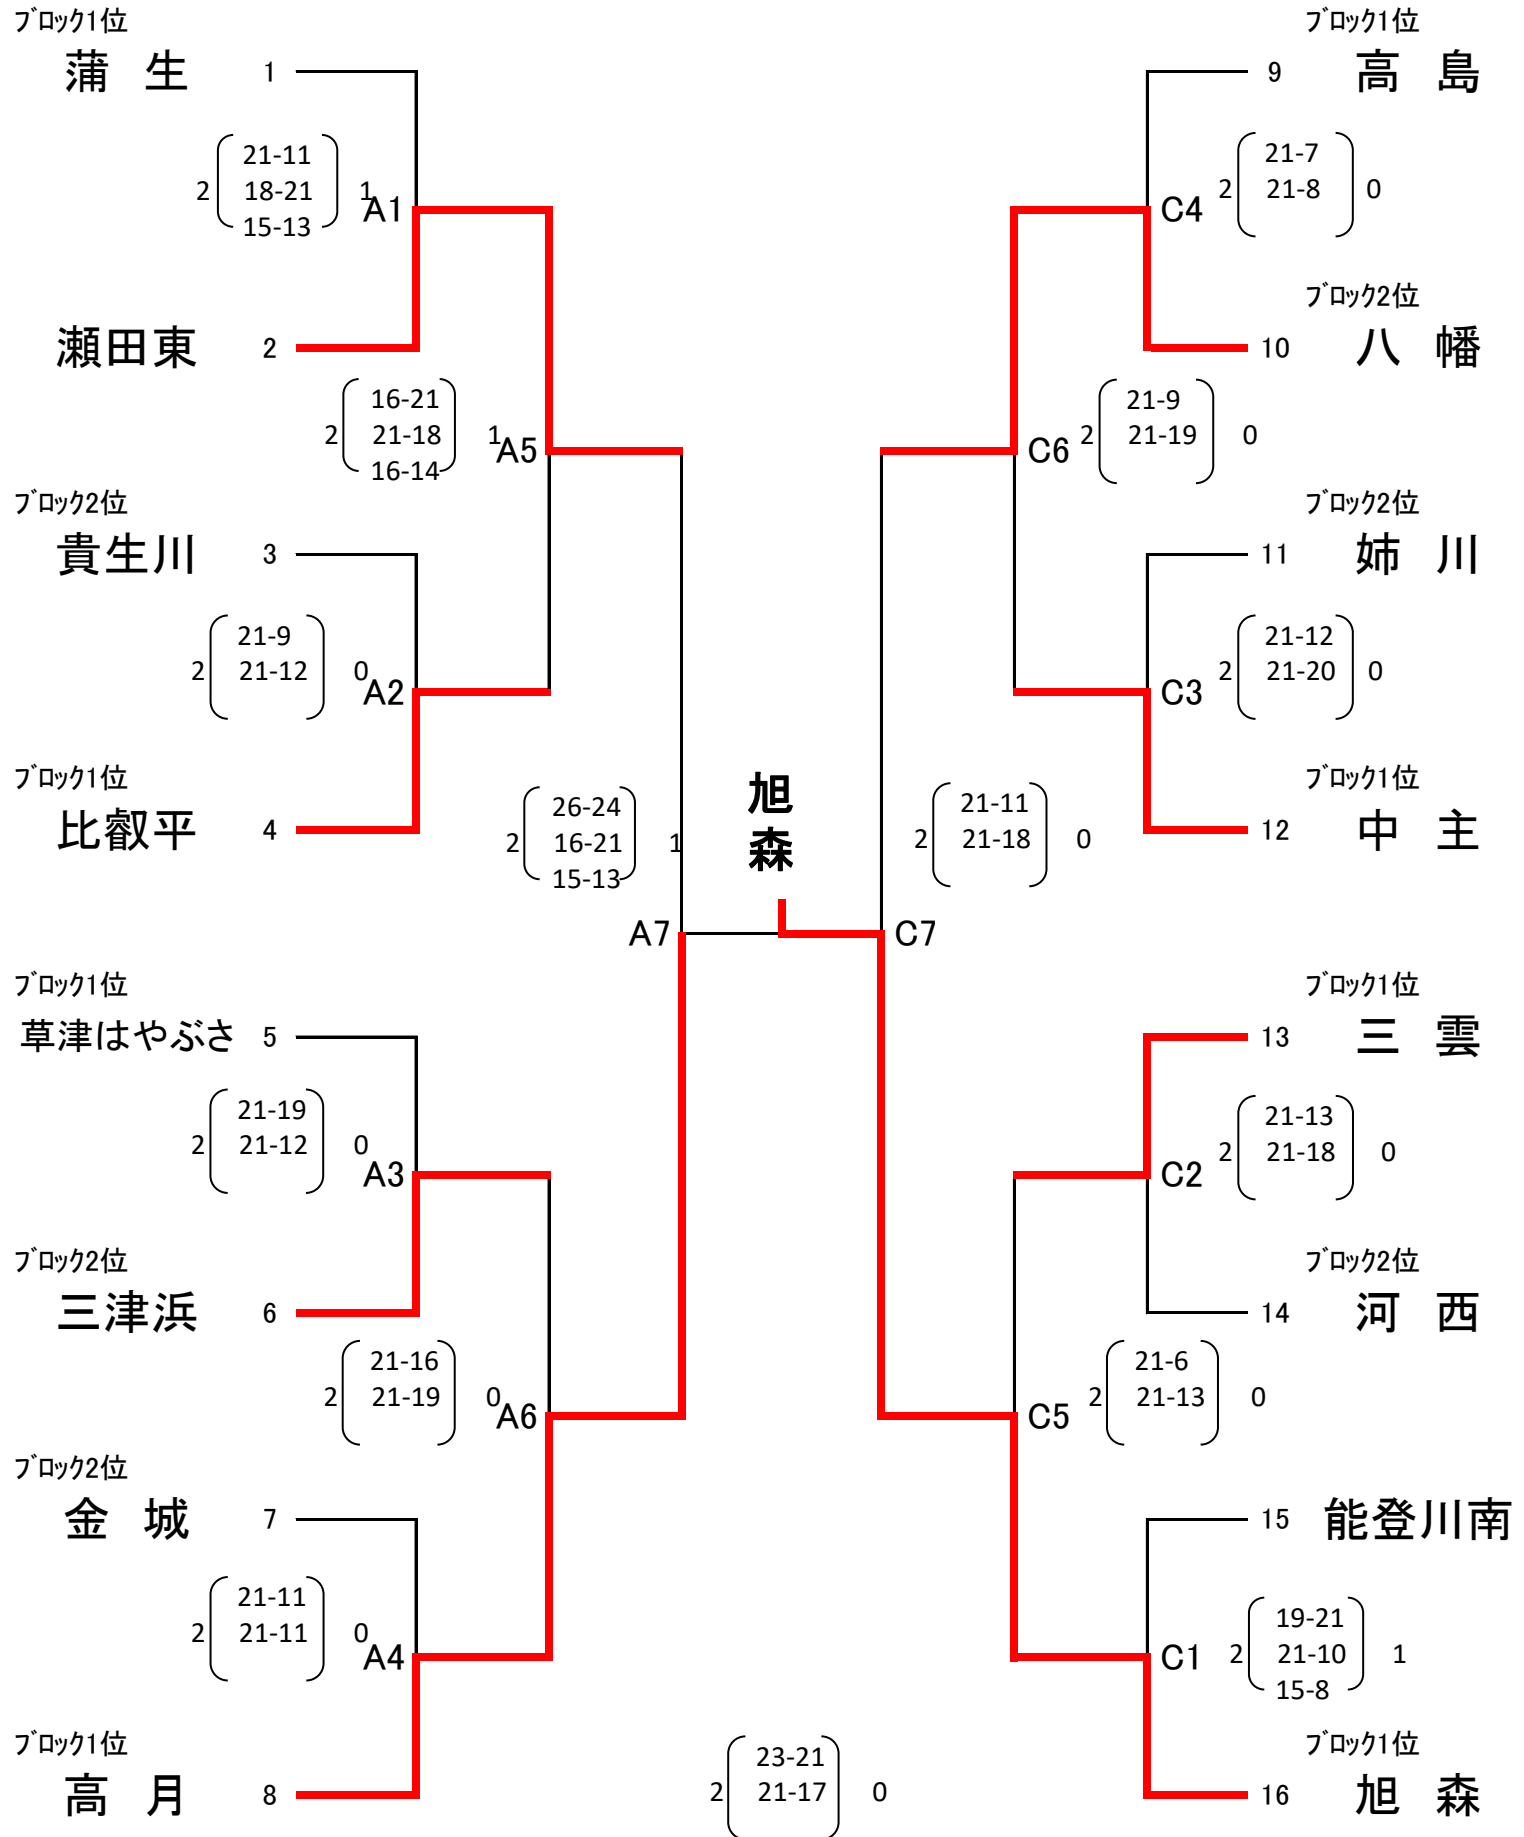 ブロック1位
蒲 生 1
21-11
2 18-21 1
15-13
A1
瀬田東 2
16-21
2 21-18 1
16-14
A5
ブロック2位
貴生川 3
21-9
2 21-12 0
A2
ブロック1位
比叡平 4
26-24
2 16-21 1
15-13
A7
ブロック1位
草津はやぶさ 5
21-19
2 21-12 0
A3
ブロック2位
三津浜 6
21-16
2 21-19 0
A6
ブロック2位
金 城 7
21-11
2 21-11 0
A4
ブロック1位
高 月 8
旭
森
23-21
2 21-17 0
ブロック1位
9 高 島
21-7
2 21-8 0
C4
ブロック2位
10 八 幡
21-9
2 21-19 0
C6
ブロック2位
11 姉 川
21-12
2 21-20 0
C3
ブロック1位
12 中 主
21-11
2 21-18 0
C7
ブロック1位
13 三 雲
21-13
2 21-18 0
C2
ブロック2位
14 河 西
21-6
2 21-13 0
C5
15 能登川南
19-21
2 21-10 1
15-8
C1
ブロック1位
16 旭 森